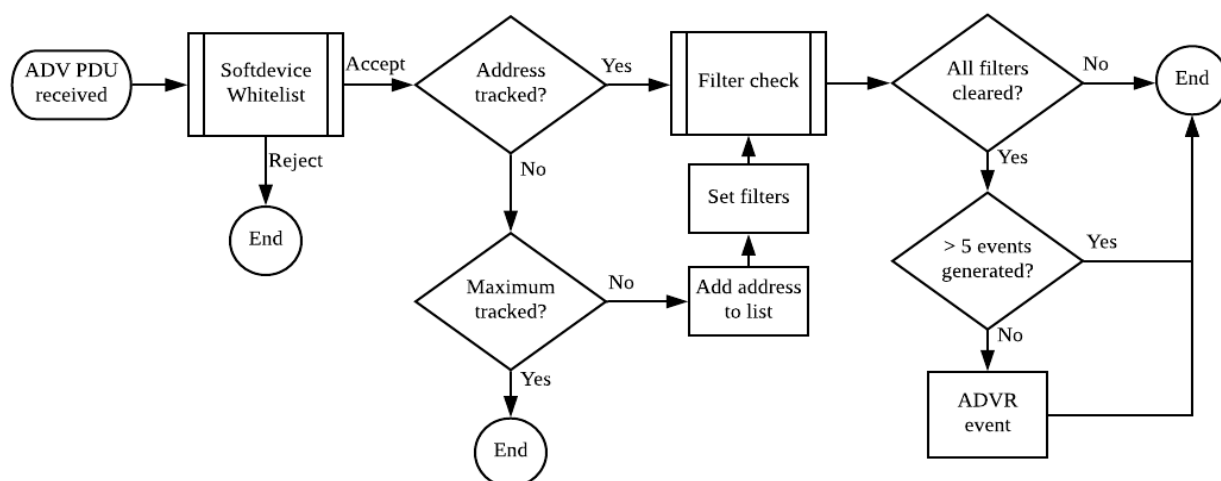 ADV PDU
received
Softdevice
Whitelist
Accept
Reject
End
Address
tracked?
Yes
No
Maximum
tracked?
No
Yes
End
Add address
to list
Set filters
Filter check
All filters
cleared?
No
End
Yes
> 5 events
generated?
Yes
No
ADVR
event